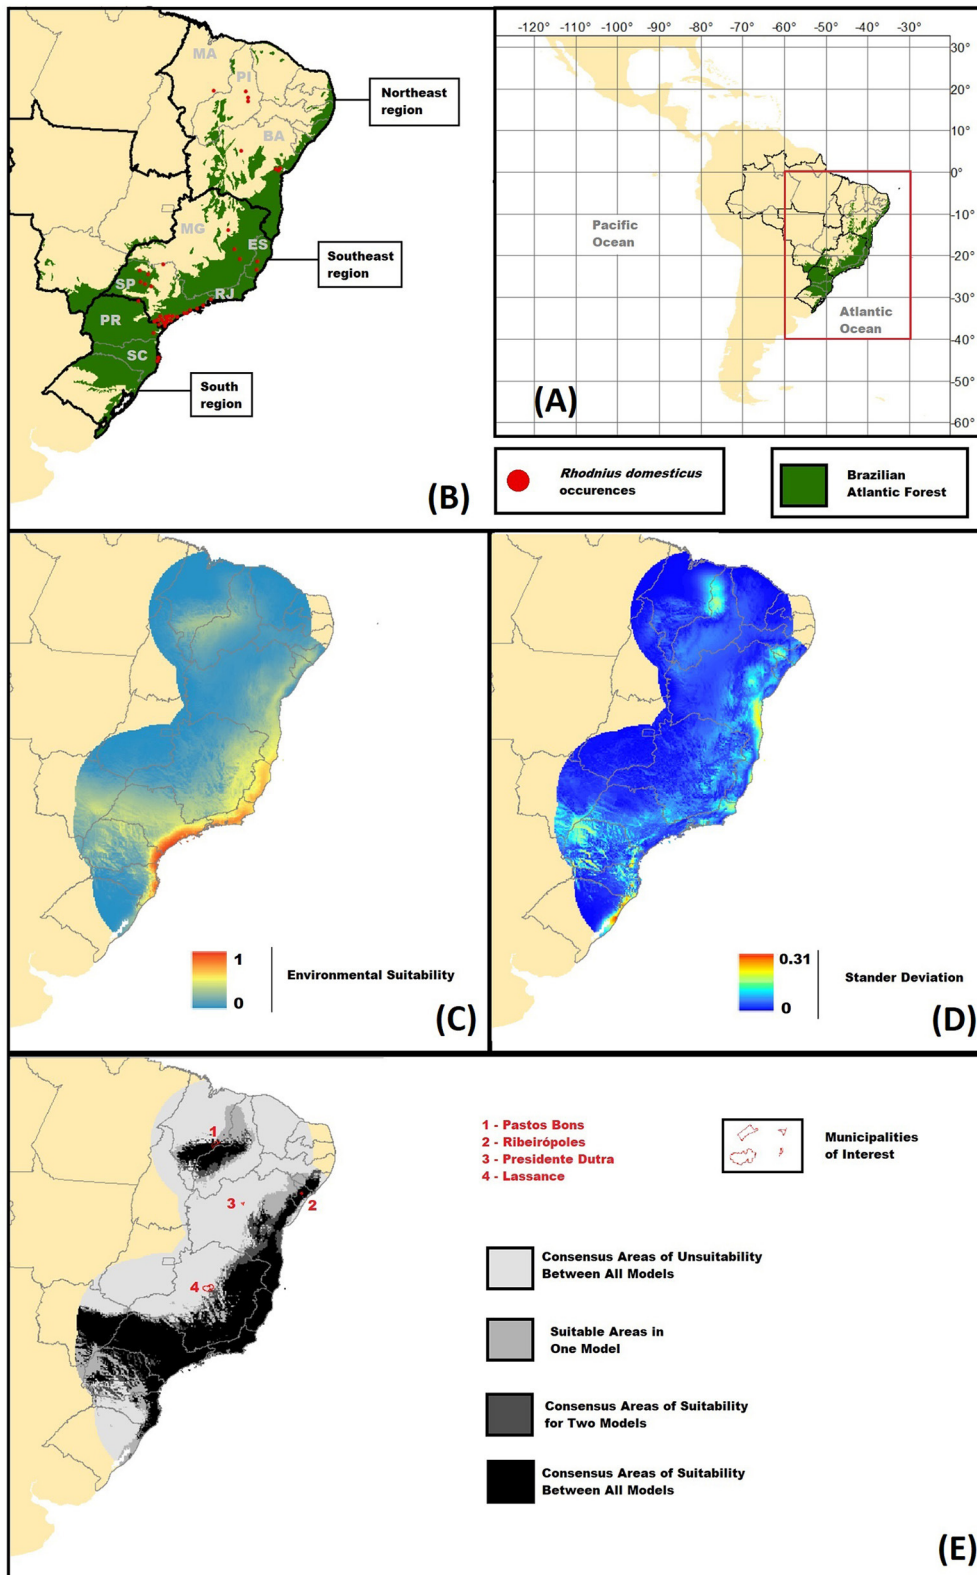 MA
PI
BA
MG
ES
SP
RJ
PR
SC
Northeast
region
Southeast
region
South
region
(B)
-120° -110° -100° -90° -80° -70° -60° -50° -40° -30°
30°
20°
10°
0°
-10°
-20°
-30°
-40°
-50°
-60°
Pacific
Ocean
Atlantic
Ocean
(A)
Rhodnius domesticus
occurences
Brazilian
Atlantic Forest
1
0
Environmental Suitability
(C)
0.31
0
Stander Deviation
(D)
1
2
3
4
1 - Pastos Bons
2 - Ribeirópoles
3 - Presidente Dutra
4 - Lassance
Municipalities
of Interest
Consensus Areas of Unsuitability
Between All Models
Suitable Areas in
One Model
Consensus Areas of Suitability
for Two Models
Consensus Areas of Suitability
Between All Models
(E)